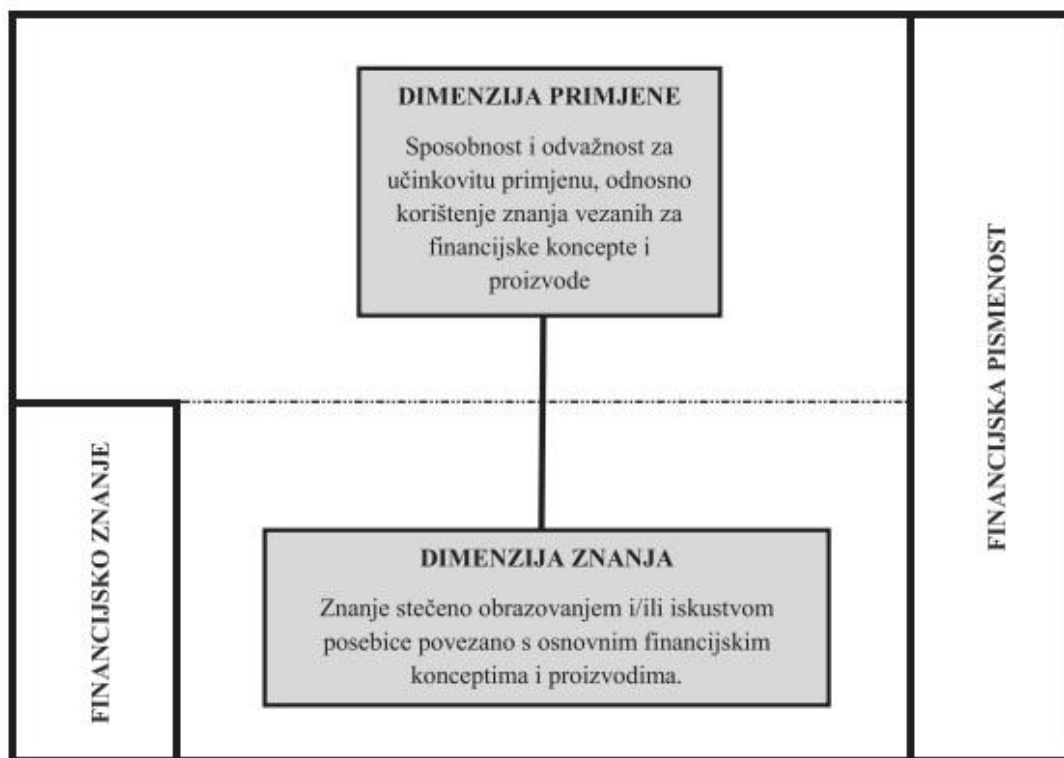 DIMENZIJA PRIMJENE
Sposobnost i odvažnost za
učinkovitu primjenu, odnosno
korištenje znanja vezanih za
financijske koncepte i
proizvode
FINANCIJSKA PISMENOST
FINANCIJSKO ZNANJE
DIMENZIJA ZNANJA
Znanje stečeno obrazovanjem i/ili iskustvom
posebice povezano s osnovnim financijskim
konceptima i proizvodima.